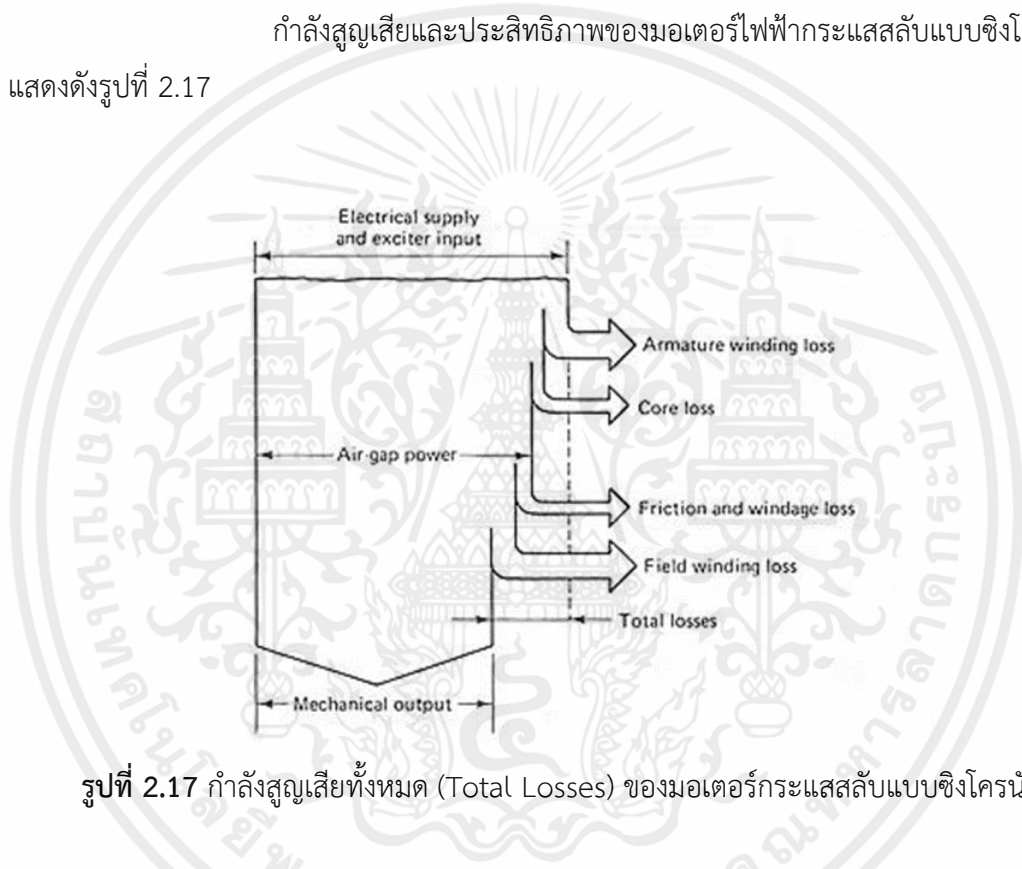 กำลังสูญเสียและประสิทธิภาพของมอเตอร์ไฟฟ้ากระแสสลับแบบซิงโ
แสดงดังรูปที่ 2.17
Electrical supply
and exciter input
Armature winding loss
Core loss
Air-gap power
Friction and windage loss
Field winding loss
Total losses
Mechanical output
รูปที่ 2.17 กำลังสูญเสียทั้งหมด (Total Losses) ของมอเตอร์กระแสสลับแบบซิงโครนั